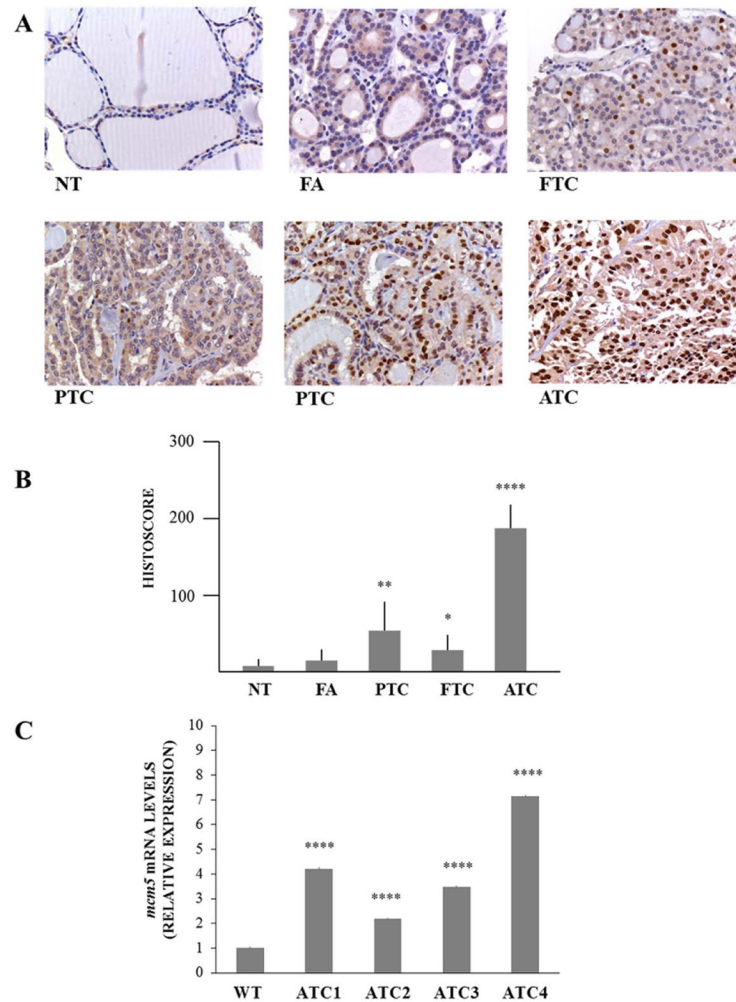 A
NT
FA
FTC
PTC
PTC
ATC
B
HISTOSCORE
300
200
100
**
*
****
NT FA PTC FTC ATC
C
mcm5 mRNA LEVELS
(RELATIVE EXPRESSION)
10
9
8
7
6
5
4
3
2
1
0
****
****
****
****
WT ATC1 ATC2 ATC3 ATC4